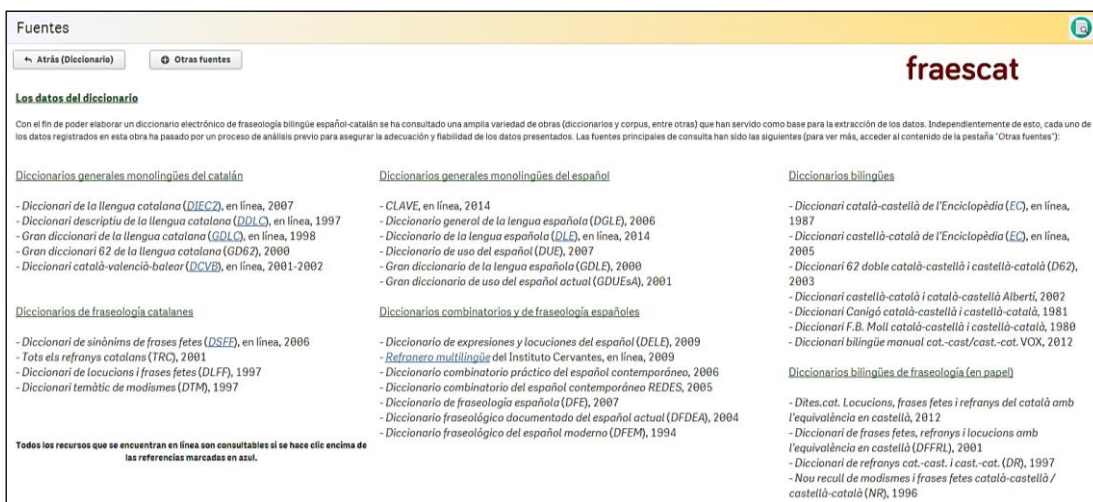 Fuentes
Atrás (Diccionario)
Otras fuentes
fraescat
Los datos del diccionario
Con el fin de poder elaborar un diccionario electrónico de fraseología bilingüe español-catalán se ha consultado una amplia variedad de obras (diccionarios y corpus, entre otras) que han servido como base para la extracción de los datos. Independientemente de esto, cada uno de
los datos registrados en esta obra ha pasado por un proceso de análisis previo para asegurar la adecuación y fiabilidad de los datos presentados. Las fuentes principales de consulta han sido las siguientes (para ver más, acceder al contenido de la pestaña "Otras fuentes"):
Diccionarios generales monolingües del catalán
- Diccionari de la llengua catalana (DIEC2), en línea, 2007
- Diccionari descriptiu de la llengua catalana (DDLC), en línea, 1997
- Gran diccionari de la llengua catalana (GDLC), en línea, 1998
- Gran diccionari 62 de la llengua catalana (GD62), 2000
- Diccionari català-valencià-balear (DCVB), en línea, 2001-2002
Diccionarios de fraseología catalanes
- Diccionari de sinònims de frases fetes (DSFF), en línea, 2006
- Tots els refranys catalans (TRC), 2001
- Diccionari de locucions i frases fetes (DLFF), 1997
- Diccionari temàtic de modismes (DTM), 1997
Todos los recursos que se encuentran en línea son consultables si se hace clic encima de
las referencias marcadas en azul.
Diccionarios generales monolingües del español
- CLAVE, en línea, 2014
- Diccionario general de la lengua española (DGLE), 2006
- Diccionario de la lengua española (DLE), en línea, 2014
- Diccionario de uso del español (DUE), 2007
- Gran diccionario de la lengua española (GDLE), 2000
- Gran diccionario de uso del español actual (GDUEsA), 2001
Diccionarios combinatorios y de fraseología españoles
- Diccionario de expresiones y locuciones del español (DELE), 2009
- Refranero multilingüe del Instituto Cervantes, en línea, 2009
- Diccionario combinatorio práctico del español contemporáneo, 2006
- Diccionario combinatorio del español contemporáneo REDES, 2005
- Diccionario de fraseología española (DFE), 2007
- Diccionario fraseológico documentado del español actual (DFDEA), 2004
- Diccionario fraseológico del español moderno (DFEM), 1994
Diccionarios bilingües
- Diccionari català-castellà de l'Enciclopèdia (EC), en línea,
1987
- Diccionari castellà-català de l'Enciclopèdia (EC), en línea,
2005
- Diccionari 62 doble català-castellà i castellà-català (D62),
2003
- Diccionari castellà-català i català-castellà Albertí, 2002
- Diccionari Canigó català-castellà i castellà-català, 1981
- Diccionari F.B. Moll català-castellà i castellà-català, 1980
- Diccionari bilingüe manual cat.-cast/cast.-cat. VOX, 2012
Diccionarios bilingües de fraseología (en papel)
- Dites.cat. Locucions, frases fetes i refranys del català amb
l'equivalència en castellà, 2012
- Diccionari de frases fetes, refranys i locucions amb
l'equivalència en castellà (DFFRL), 2001
- Diccionari de refranys cat.-cast. i cast.-cat. (DR), 1997
- Nou recull de modismes i frases fetes català-castellà /
castellà-català (NR), 1996